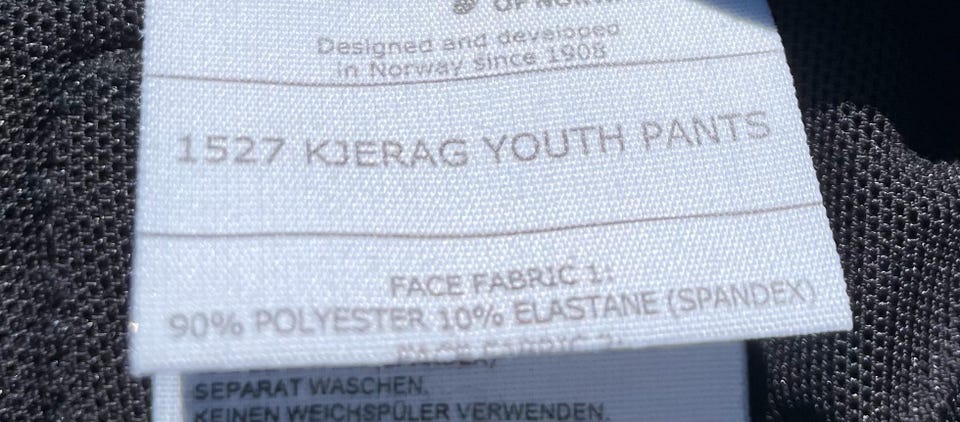 Designed and developed
in Norway since 1908
1527 KJERAG YOUTH PANTS
FACE FABRIC 1:
90% POLYESTER 10% ELASTANE (SPANDEX)
SEPARAT WASCHEN.
KEINEN WEICHSPÜLER VERWENDEN.